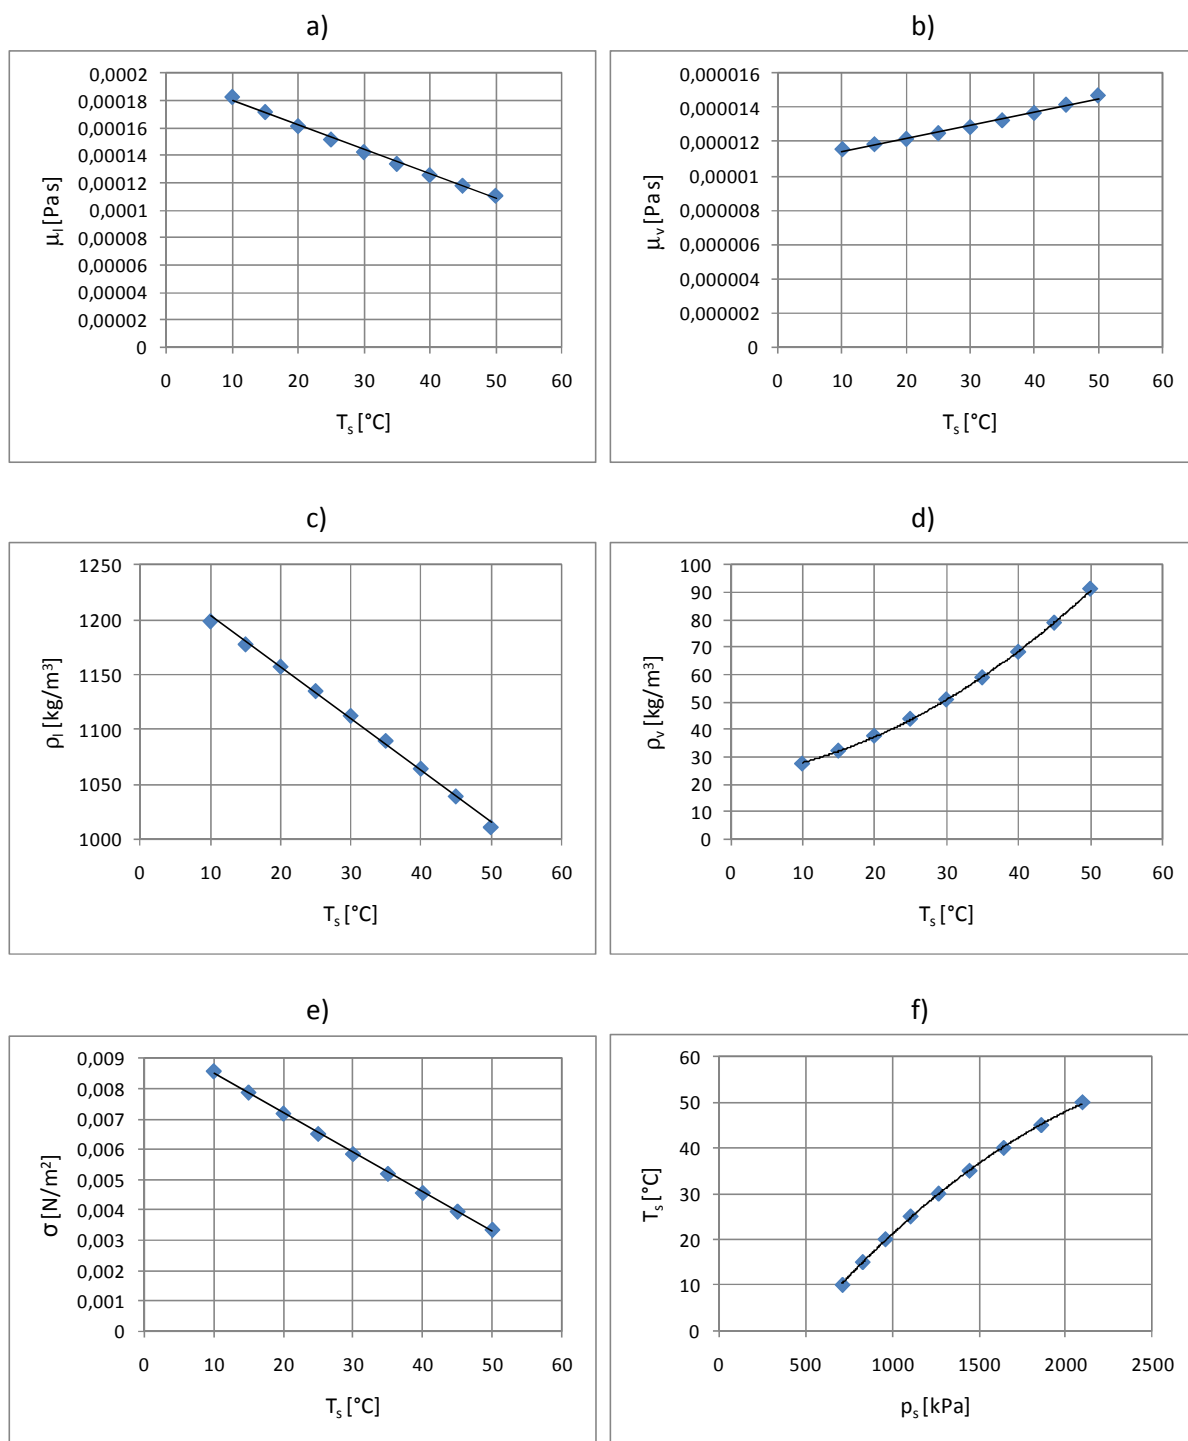 a)
0,0002
0,00018
0,00016
0,00014
0,00012
0,0001
0,00008
0,00006
0,00004
0,00002
0
μl [Pa s]
0 10 20 30 40 50 60
Ts [°C]
b)
0,000016
0,000014
0,000012
0,00001
0,000008
0,000006
0,000004
0,000002
0
μv [Pa s]
0 10 20 30 40 50 60
Ts [°C]
c)
1250
1200
1150
1100
1050
1000
ρl [kg/m³]
0 10 20 30 40 50 60
Ts [°C]
d)
100
90
80
70
60
50
40
30
20
10
0
ρv [kg/m³]
0 10 20 30 40 50 60
Ts [°C]
e)
0,009
0,008
0,007
0,006
0,005
0,004
0,003
0,002
0,001
0
σ [N/m²]
0 10 20 30 40 50 60
Ts [°C]
f)
60
50
40
30
20
10
0
Ts [°C]
0 500 1000 1500 2000 2500
ps [kPa]